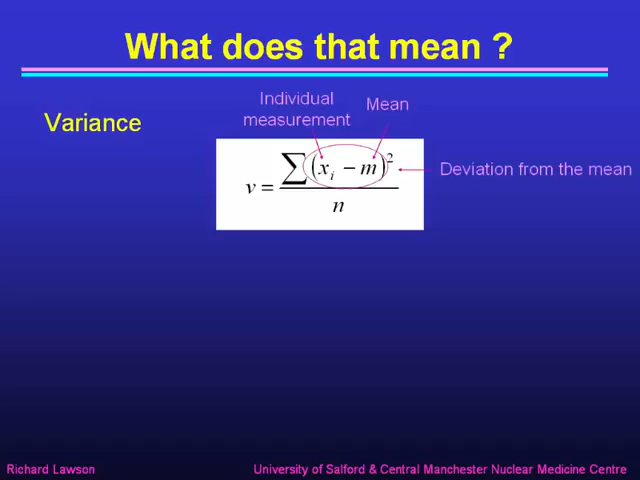 What does that mean ?
Individual
measurement
Mean
Variance
v = ∑ (xᵢ − m)² / n
Deviation from the mean
Richard Lawson
University of Salford & Central Manchester Nuclear Medicine Centre